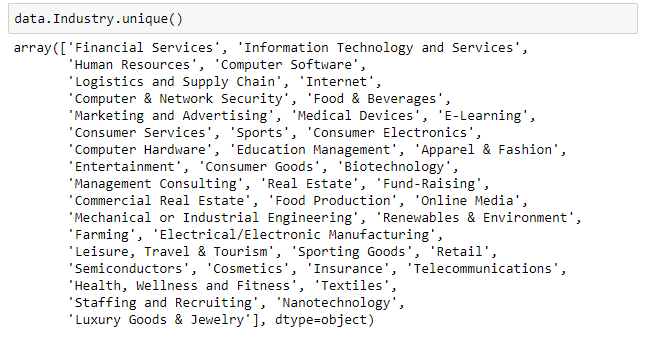 data.Industry.unique()
array(['Financial Services', 'Information Technology and Services',
'Human Resources', 'Computer Software',
'Logistics and Supply Chain', 'Internet',
'Computer & Network Security', 'Food & Beverages',
'Marketing and Advertising', 'Medical Devices', 'E-Learning',
'Consumer Services', 'Sports', 'Consumer Electronics',
'Computer Hardware', 'Education Management', 'Apparel & Fashion',
'Entertainment', 'Consumer Goods', 'Biotechnology',
'Management Consulting', 'Real Estate', 'Fund-Raising',
'Commercial Real Estate', 'Food Production', 'Online Media',
'Mechanical or Industrial Engineering', 'Renewables & Environment',
'Farming', 'Electrical/Electronic Manufacturing',
'Leisure, Travel & Tourism', 'Sporting Goods', 'Retail',
'Semiconductors', 'Cosmetics', 'Insurance', 'Telecommunications',
'Health, Wellness and Fitness', 'Textiles',
'Staffing and Recruiting', 'Nanotechnology',
'Luxury Goods & Jewelry'], dtype=object)